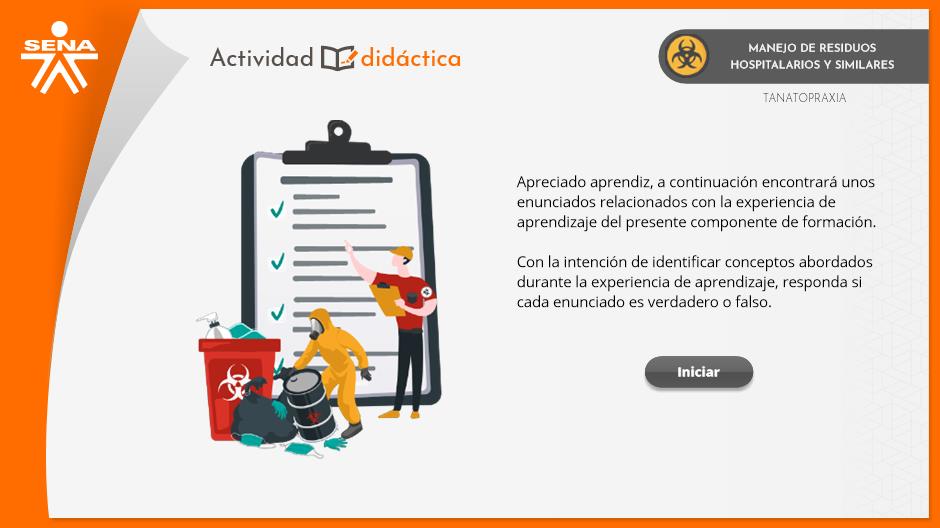 SENA
Actividad didáctica
MANEJO DE RESIDUOS
HOSPITALARIOS Y SIMILARES
TANATOPRAXIA
Apreciado aprendiz, a continuación encontrará unos
enunciados relacionados con la experiencia de
aprendizaje del presente componente de formación.
Con la intención de identificar conceptos abordados
durante la experiencia de aprendizaje, responda si
cada enunciado es verdadero o falso.
Iniciar